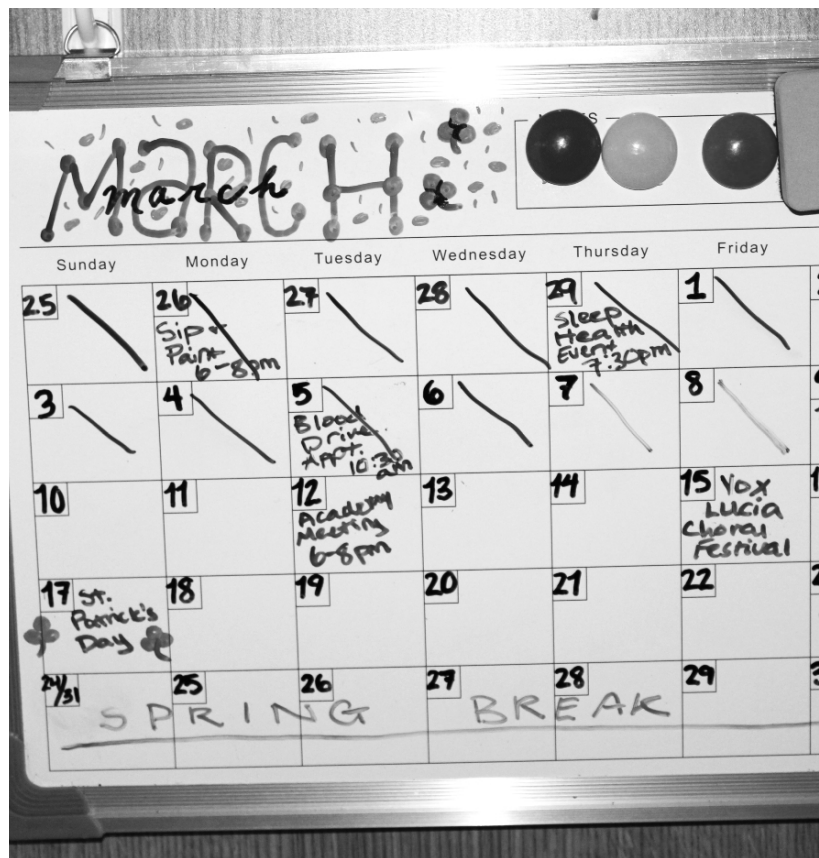 MARCH
march
Sunday Monday Tuesday Wednesday Thursday Friday
25 26 27 28 29 1
Sip +
Paint
6-8pm
Sleep
Health
Event
7:30pm
3 4 5 6 7 8
Blood
Drive
Appt.
10:30
am
10 11 12 13 14 15
Academy
Meeting
6-8pm
Vox
Lucia
Choral
Festival
17 18 19 20 21 22
St.
Patrick's
Day
24/31 25 26 27 28 29
SPRING BREAK